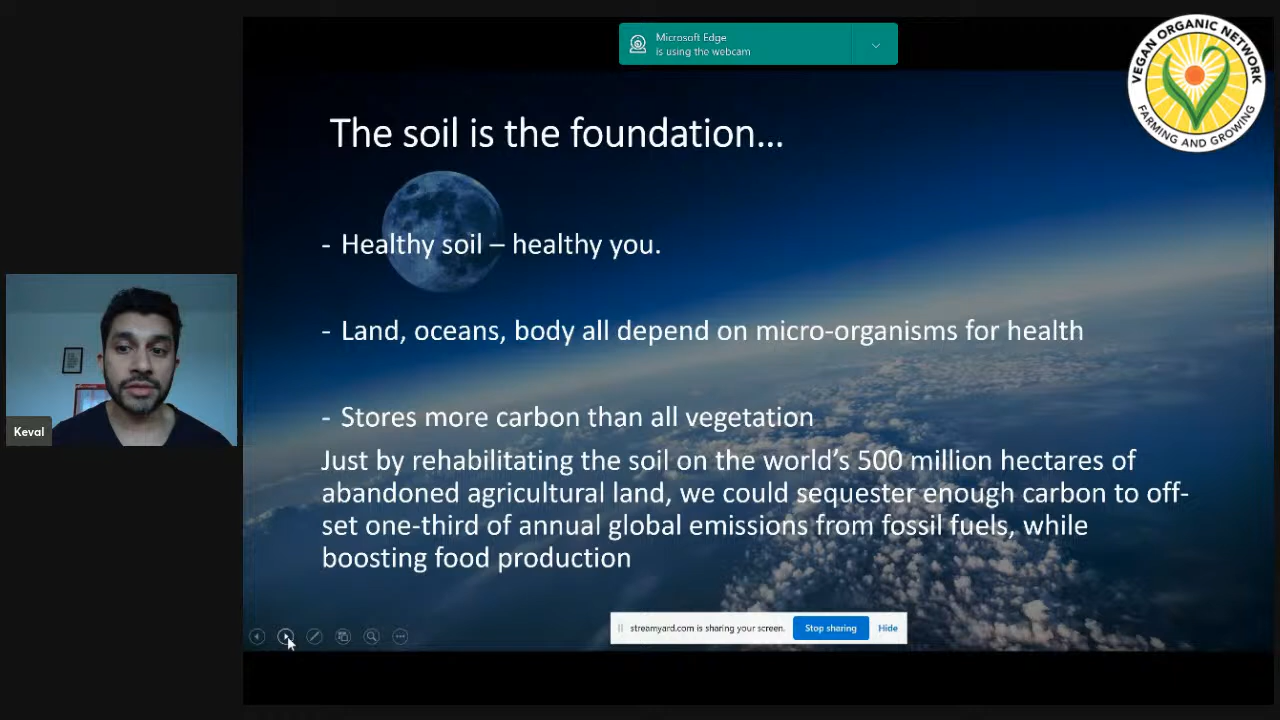 Microsoft Edge
is using the webcam
VEGAN ORGANIC NETWORK
FARMING AND GROWING
The soil is the foundation...
- Healthy soil – healthy you.
- Land, oceans, body all depend on micro-organisms for health
- Stores more carbon than all vegetation
Just by rehabilitating the soil on the world's 500 million hectares of
abandoned agricultural land, we could sequester enough carbon to off-
set one-third of annual global emissions from fossil fuels, while
boosting food production
Keval
streamyard.com is sharing your screen.
Stop sharing
Hide